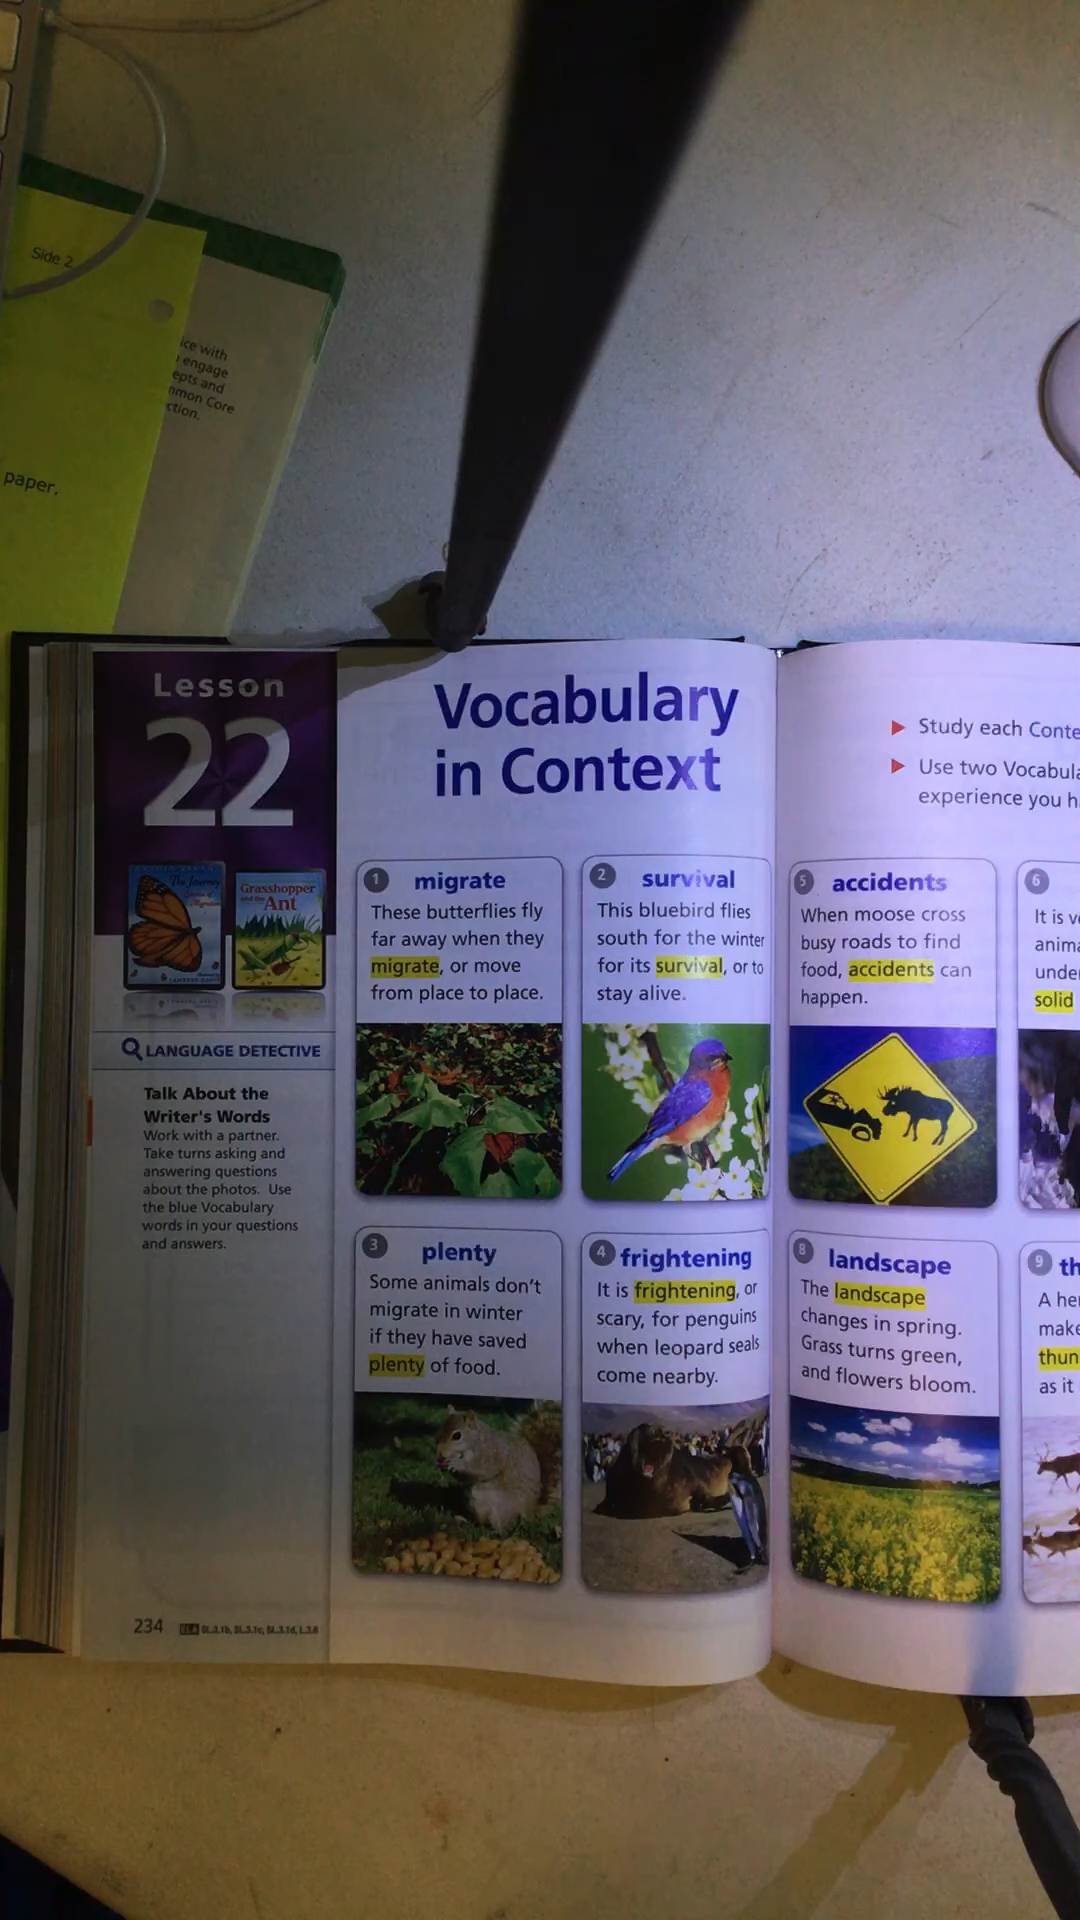 Side 2
ice with
engage
epts and
mmon Core
ction.
paper.
Lesson
22
The Journey
Grasshopper
and the
Ant
LANGUAGE DETECTIVE
Talk About the
Writer's Words
Work with a partner.
Take turns asking and
answering questions
about the photos. Use
the blue Vocabulary
words in your questions
and answers.
234
Vocabulary
in Context
1 migrate
These butterflies fly
far away when they
migrate, or move
from place to place.
2 survival
This bluebird flies
south for the winter
for its survival, or to
stay alive.
3 plenty
Some animals don't
migrate in winter
if they have saved
plenty of food.
4 frightening
It is frightening, or
scary, for penguins
when leopard seals
come nearby.
▶ Study each Conte
▶ Use two Vocabula
experience you h
5 accidents
When moose cross
busy roads to find
food, accidents can
happen.
6
It is v
anima
unde
solid
8 landscape
The landscape
changes in spring.
Grass turns green,
and flowers bloom.
9 th
A he
make
thun
as it